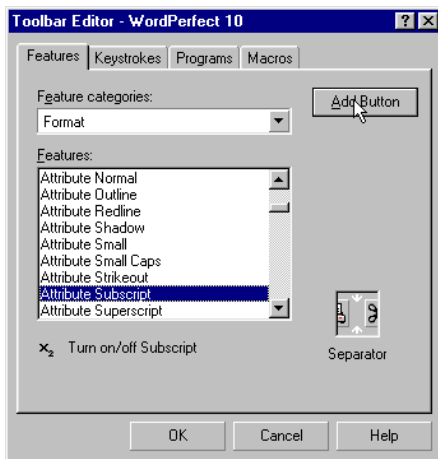 Toolbar Editor - WordPerfect 10
Features Keystrokes Programs Macros
Feature categories:
Add Button
Format
Features:
Attribute Normal
Attribute Outline
Attribute Redline
Attribute Shadow
Attribute Small
Attribute Small Caps
Attribute Strikeout
Attribute Subscript
Attribute Superscript
x₂ Turn on/off Subscript
Separator
OK Cancel Help